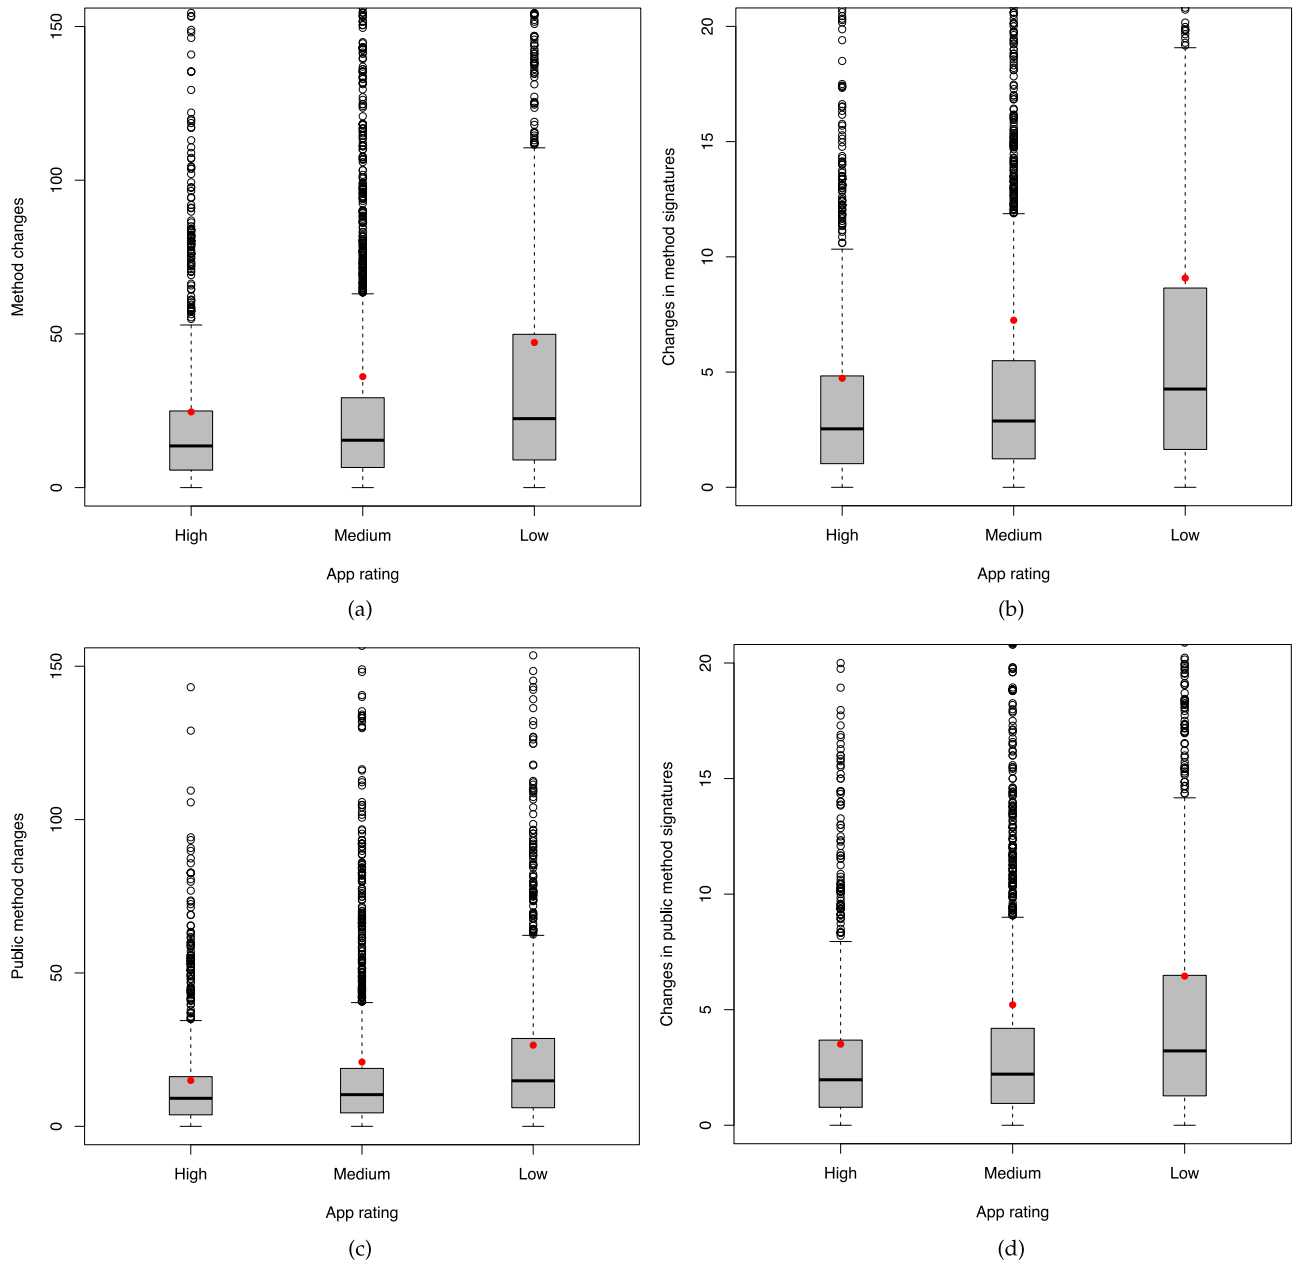 Method changes
150
100
50
0
High Medium Low
App rating
(a)
Changes in method signatures
20
15
10
5
0
High Medium Low
App rating
(b)
Public method changes
150
100
50
0
High Medium Low
App rating
(c)
Changes in public method signatures
20
15
10
5
0
High Medium Low
App rating
(d)